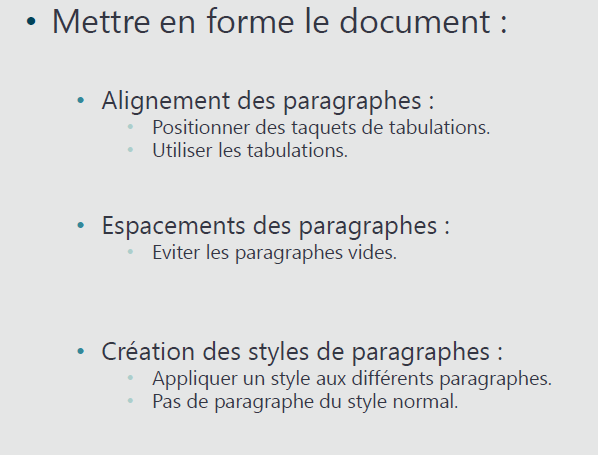 • Mettre en forme le document :
• Alignement des paragraphes :
• Positionner des taquets de tabulations.
• Utiliser les tabulations.
• Espacements des paragraphes :
• Eviter les paragraphes vides.
• Création des styles de paragraphes :
• Appliquer un style aux différents paragraphes.
• Pas de paragraphe du style normal.